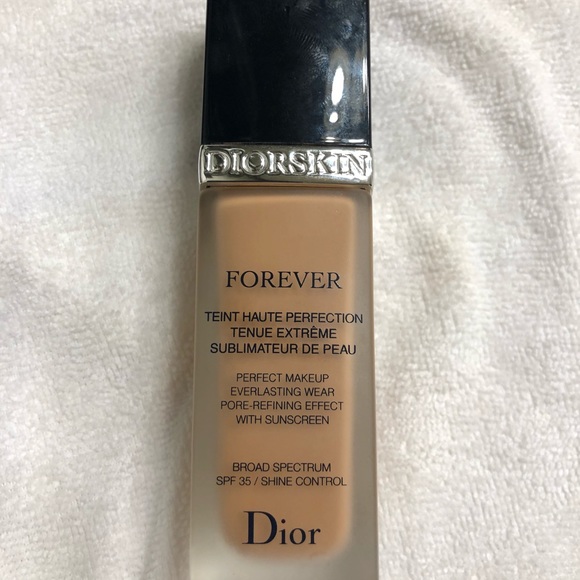 DIORSKIN
FOREVER
TEINT HAUTE PERFECTION
TENUE EXTRÊME
SUBLIMATEUR DE PEAU
PERFECT MAKEUP
EVERLASTING WEAR
PORE-REFINING EFFECT
WITH SUNSCREEN
BROAD SPECTRUM
SPF 35 / SHINE CONTROL
Dior